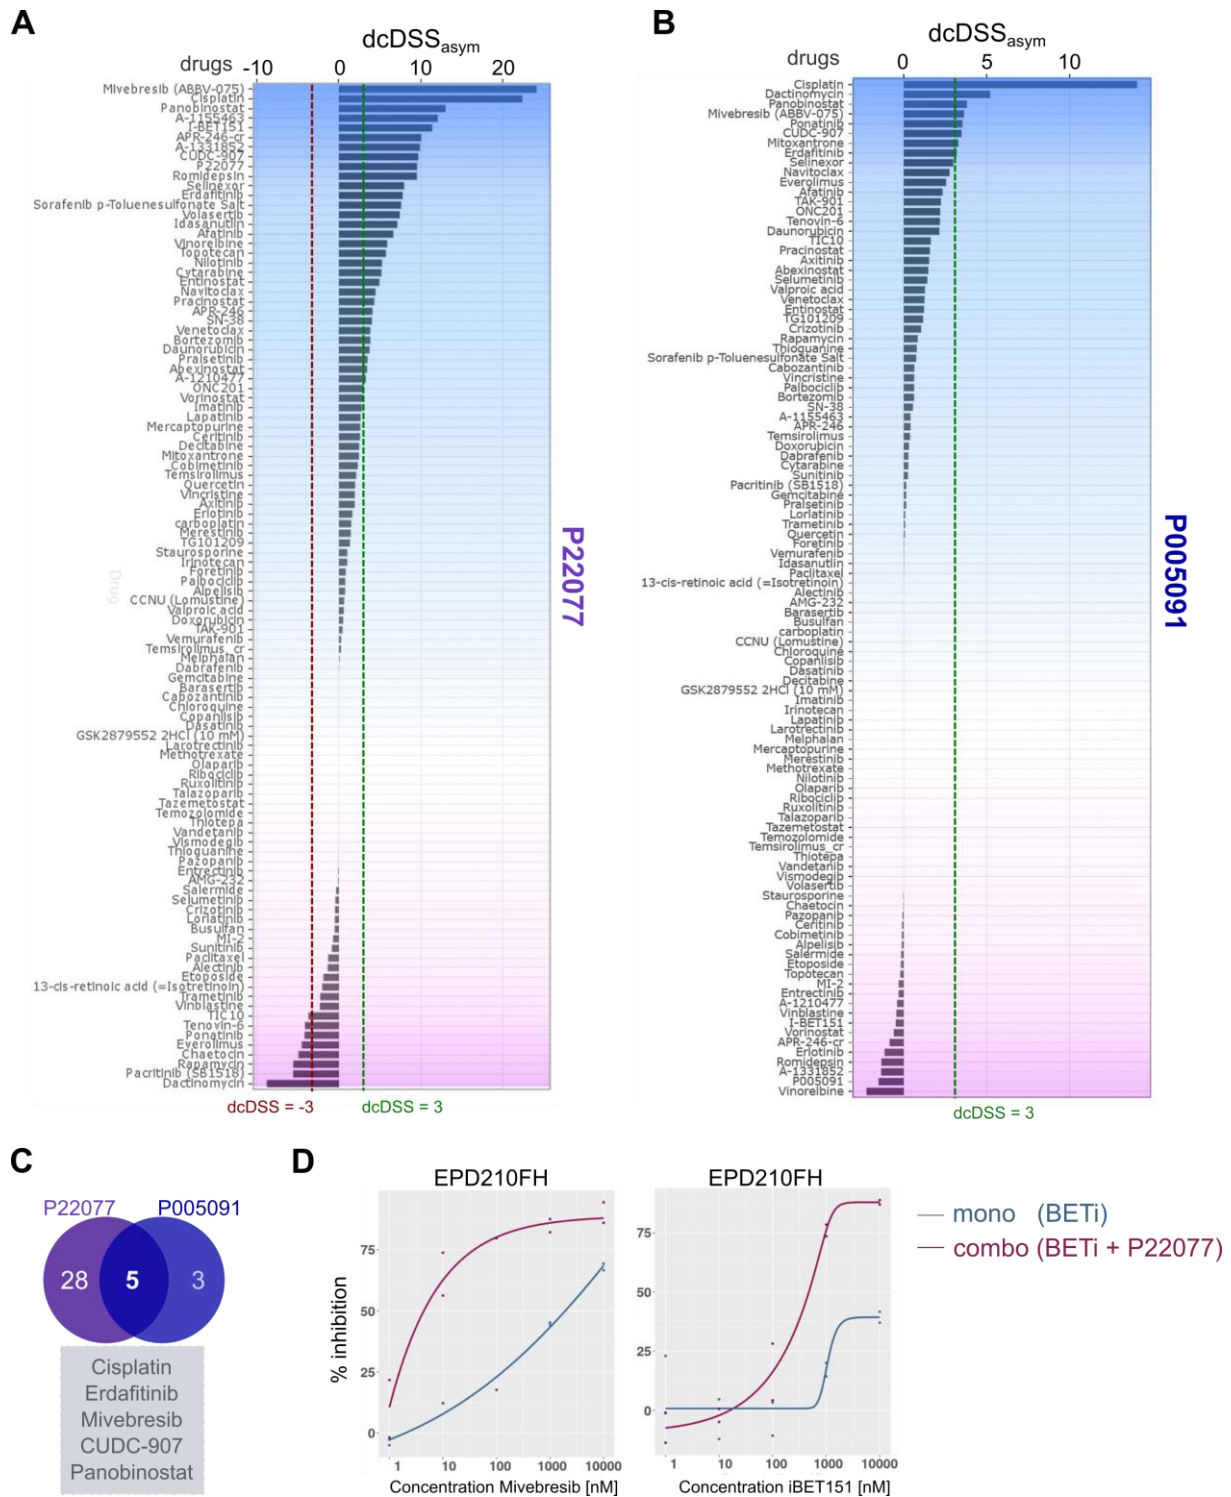 A
dcDSSasym
drugs
-10 0 10 20
Mivebresib (ABBV-075)
Cisplatin
Panobinostat
A-1155463
I-BET151
APR-246-cr
A-1331852
CUDC-907
P22077
Romidepsin
Selinexor
Erdafitinib
Sorafenib p-Toluenesulfonate Salt
Volasertib
Idasanutlin
Afatinib
Vinorelbine
Topotecan
Nilotinib
Cytarabine
Entinostat
Navitoclax
Pracinostat
APR-246
SN-38
Venetoclax
Bortezomib
Daunorubicin
Pralsetinib
Abexinostat
A-1210477
ONC201
Vorinostat
Imatinib
Lapatinib
Mercaptopurine
Ceritinib
Decitabine
Mitoxantrone
Cobimetinib
Temsirolimus
Quercetin
Vincristine
Axitinib
Erlotinib
carboplatin
Merestinib
TG101209
Staurosporine
Irinotecan
Foretinib
Palbociclib
Alpelisib
CCNU (Lomustine)
Valproic acid
Doxorubicin
TAK-901
Vemurafenib
Temsirolimus_cr
Melphalan
Dabrafenib
Gemcitabine
Barasertib
Cabozantinib
Chloroquine
Copanlisib
Dasatinib
GSK2879552 2HCl (10 mM)
Larotrectinib
Methotrexate
Olaparib
Ribociclib
Ruxolitinib
Talazoparib
Tazemetostat
Temozolomide
Thiotepa
Vandetanib
Vismodegib
Thioguanine
Pazopanib
Entrectinib
AMG-232
Salermide
Selumetinib
Crizotinib
Lorlatinib
Busulfan
MI-2
Sunitinib
Paclitaxel
Alectinib
Etoposide
13-cis-retinoic acid (=Isotretinoin)
Trametinib
Vinblastine
TIC10
Tenovin-6
Ponatinib
Everolimus
Chaetocin
Rapamycin
Pacritinib (SB1518)
Dactinomycin
Drug
dcDSS = -3
dcDSS = 3
P22077
B
dcDSSasym
drugs
0 5 10
Cisplatin
Dactinomycin
Panobinostat
Mivebresib (ABBV-075)
Ponatinib
CUDC-907
Mitoxantrone
Erdafitinib
Selinexor
Navitoclax
Everolimus
Afatinib
TAK-901
ONC201
Tenovin-6
Daunorubicin
TIC10
Pracinostat
Axitinib
Abexinostat
Selumetinib
Valproic acid
Venetoclax
Entinostat
TG101209
Crizotinib
Rapamycin
Thioguanine
Sorafenib p-Toluenesulfonate Salt
Cabozantinib
Vincristine
Palbociclib
Bortezomib
SN-38
A-1155463
APR-246
Temsirolimus
Doxorubicin
Dabrafenib
Cytarabine
Sunitinib
Pacritinib (SB1518)
Gemcitabine
Pralsetinib
Lorlatinib
Trametinib
Quercetin
Foretinib
Vemurafenib
Idasanutlin
Paclitaxel
13-cis-retinoic acid (=Isotretinoin)
Alectinib
AMG-232
Barasertib
Busulfan
carboplatin
CCNU (Lomustine)
Chloroquine
Copanlisib
Dasatinib
Decitabine
GSK2879552 2HCl (10 mM)
Imatinib
Irinotecan
Lapatinib
Larotrectinib
Melphalan
Mercaptopurine
Merestinib
Methotrexate
Nilotinib
Olaparib
Ribociclib
Ruxolitinib
Talazoparib
Tazemetostat
Temozolomide
Temsirolimus_cr
Thiotepa
Vandetanib
Vismodegib
Volasertib
Staurosporine
Chaetocin
Pazopanib
Ceritinib
Cobimetinib
Alpelisib
Salermide
Etoposide
Topotecan
MI-2
Entrectinib
A-1210477
Vinblastine
I-BET151
Vorinostat
APR-246-cr
Erlotinib
Romidepsin
A-1331852
P005091
Vinorelbine
dcDSS = 3
P005091
C
P22077 P005091
28 5 3
Cisplatin
Erdafitinib
Mivebresib
CUDC-907
Panobinostat
D
EPD210FH
% inhibition
75
50
25
0
1 10 100 1000 10000
Concentration Mivebresib [nM]
EPD210FH
75
50
25
0
1 10 100 1000 10000
Concentration iBET151 [nM]
mono (BETi)
combo (BETi + P22077)